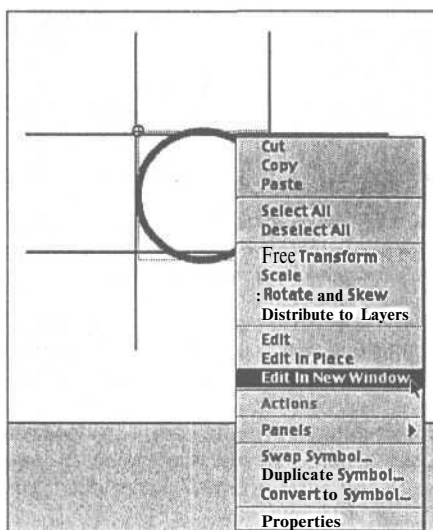 Cut
Copy
Paste
Select All
Deselect All
Free Transform
Scale
: Rotate and Skew
Distribute to Layers
Edit
Edit In Place
Edit In New Window
Actions
Panels
Swap Symbol...
Duplicate Symbol...
Convert to Symbol...
Properties